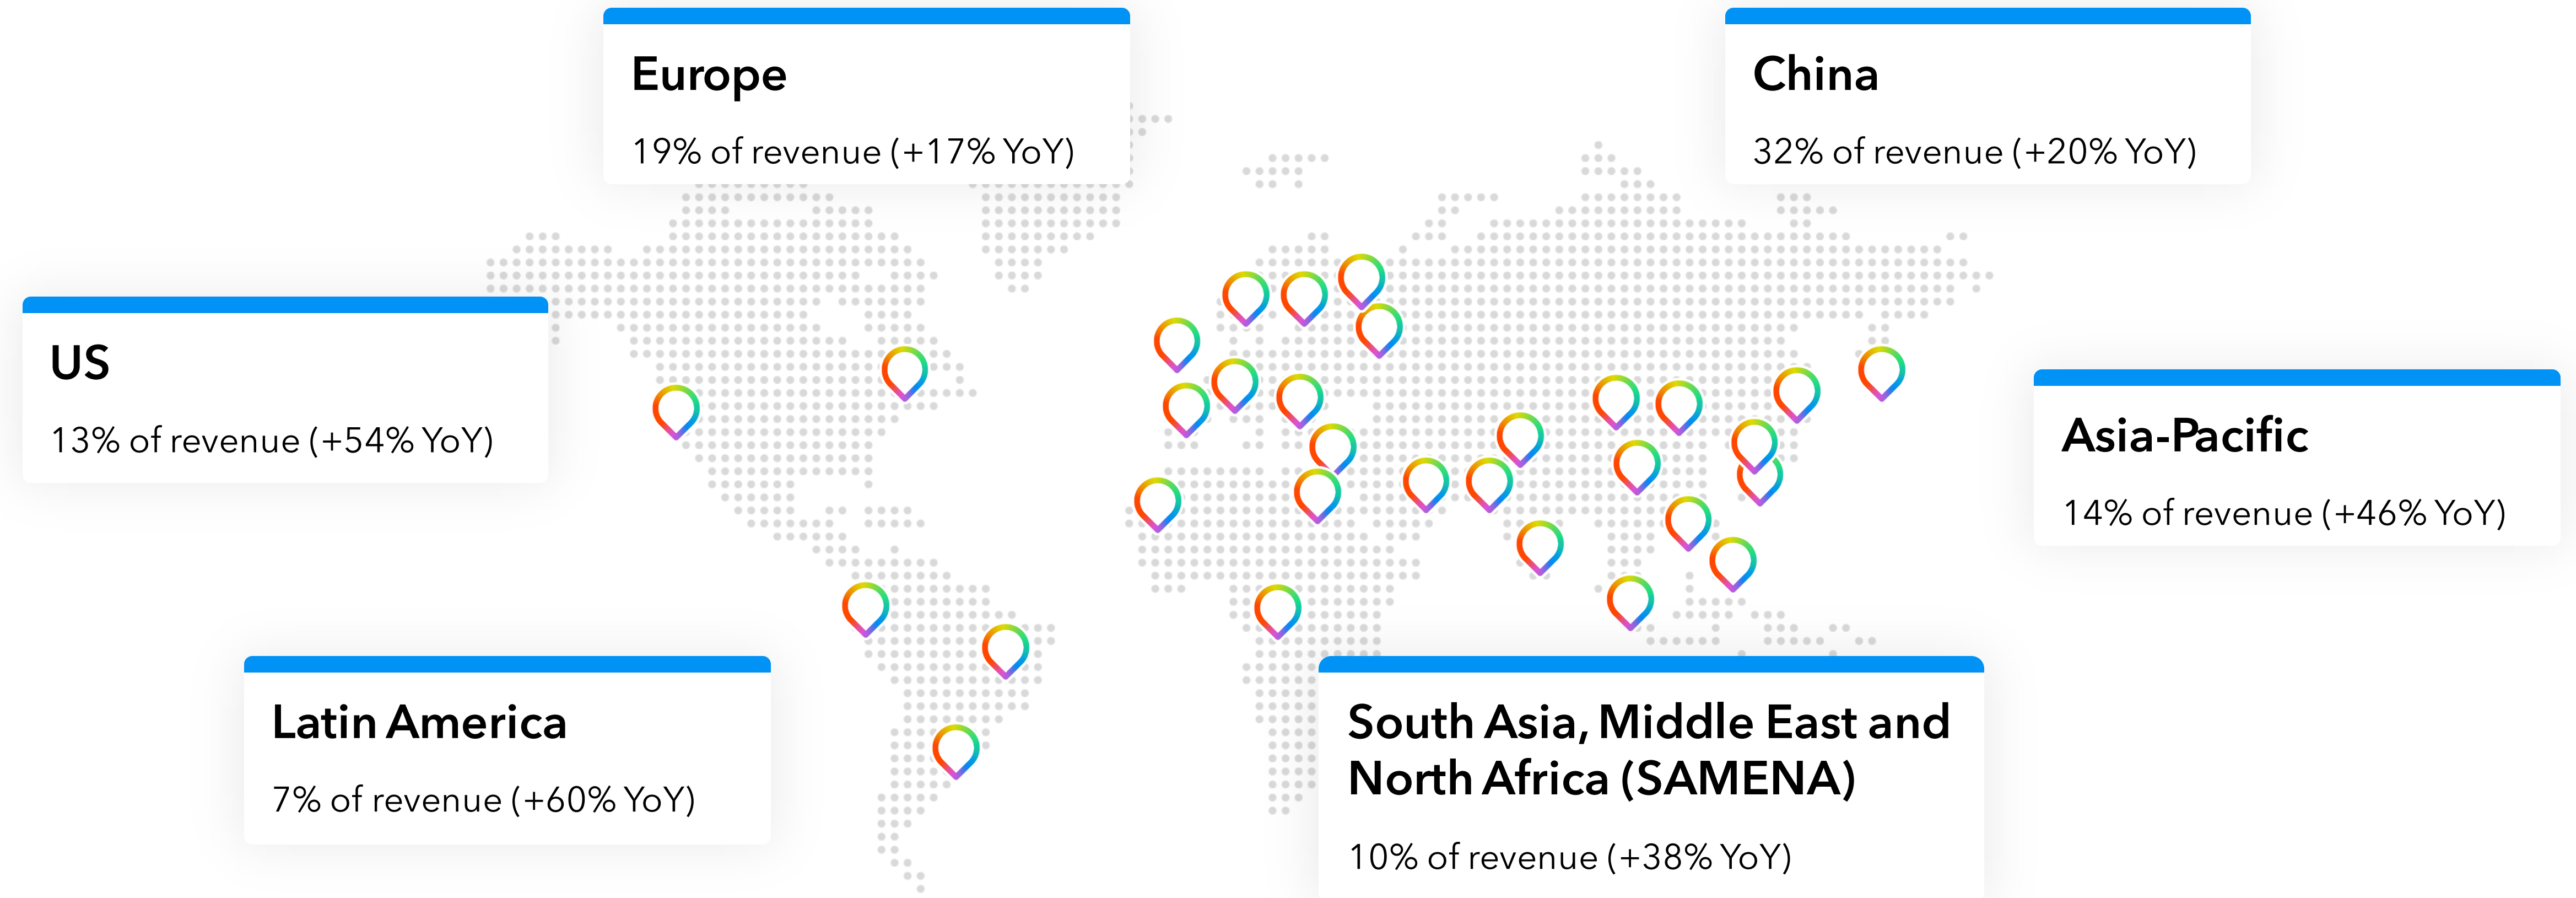 Europe
19% of revenue (+17% YoY)
China
32% of revenue (+20% YoY)
US
13% of revenue (+54% YoY)
Asia-Pacific
14% of revenue (+46% YoY)
Latin America
7% of revenue (+60% YoY)
South Asia, Middle East and
North Africa (SAMENA)
10% of revenue (+38% YoY)